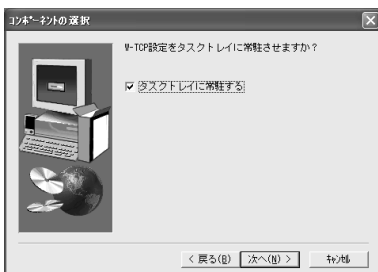 コンポーネントの選択
W-TCP設定をタスクトレイに常駐させますか？
タスクトレイに常駐する
< 戻る(B)
次へ(N) >
キャンセル